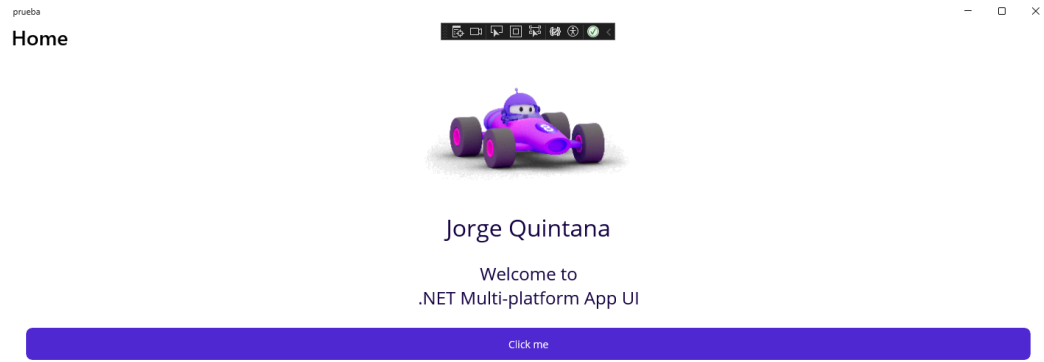 prueba
Home
Jorge Quintana
Welcome to
.NET Multi-platform App UI
Click me